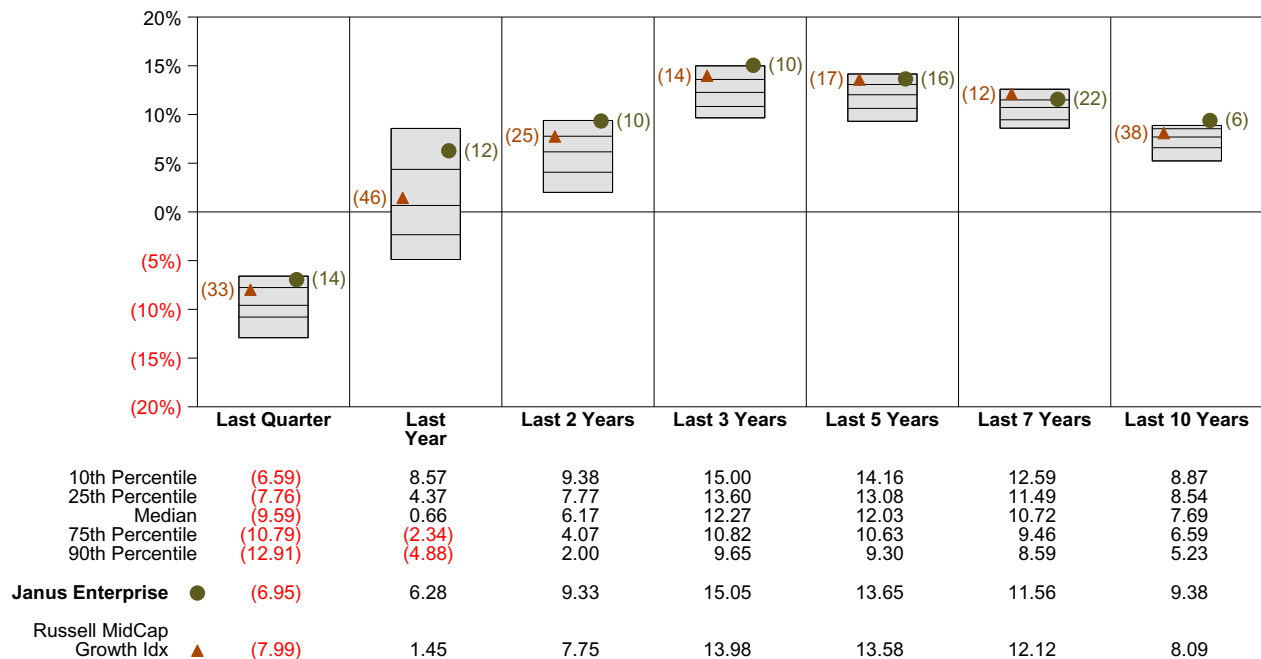 20%
15%
10%
5%
0%
(5%)
(10%)
(15%)
(20%)
(33) (14)
(46) (12)
(25) (10)
(14) (10)
(17) (16)
(12) (22)
(38) (6)
Last Quarter Last Year Last 2 Years Last 3 Years Last 5 Years Last 7 Years Last 10 Years
10th Percentile (6.59) 8.57 9.38 15.00 14.16 12.59 8.87
25th Percentile (7.76) 4.37 7.77 13.60 13.08 11.49 8.54
Median (9.59) 0.66 6.17 12.27 12.03 10.72 7.69
75th Percentile (10.79) (2.34) 4.07 10.82 10.63 9.46 6.59
90th Percentile (12.91) (4.88) 2.00 9.65 9.30 8.59 5.23
Janus Enterprise (6.95) 6.28 9.33 15.05 13.65 11.56 9.38
Russell MidCap
Growth Idx (7.99) 1.45 7.75 13.98 13.58 12.12 8.09